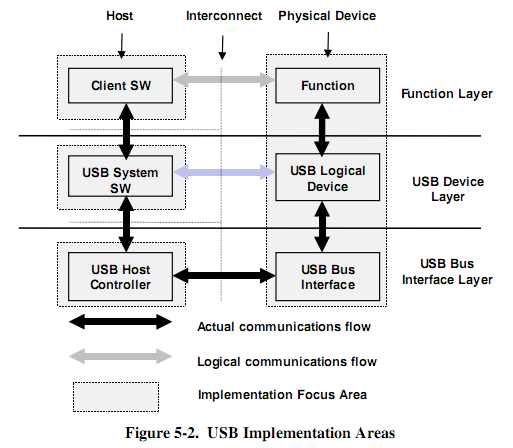 Host Interconnect Physical Device
Client SW
Function
Function Layer
USB System
SW
USB Logical
Device
USB Device
Layer
USB Host
Controller
USB Bus
Interface
USB Bus
Interface Layer
Actual communications flow
Logical communications flow
Implementation Focus Area
Figure 5-2. USB Implementation Areas